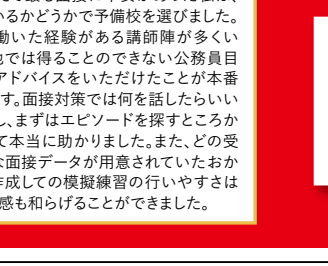 いるかどうかで予備校を選びました。
動いた経験がある講師陣が多くい
では得ることのできない公務員目
アドバイスをいただけたことが本番
す。面接対策では何を話したらいい
し、まずはエピソードを探すところか
て本当に助かりました。また、どの受
な面接データが用意されていたおか
作成しての模擬練習の行いやすさは
感も和らげることができました。